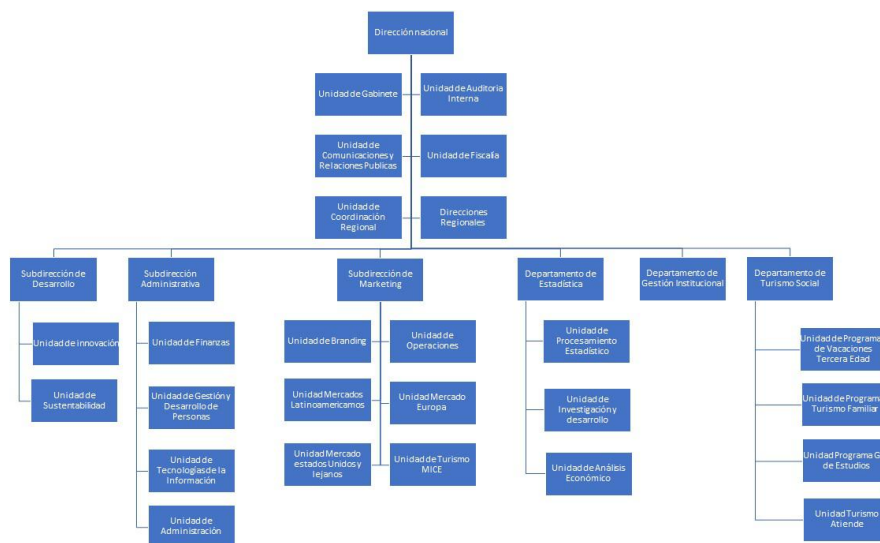 Dirección nacional
Unidad de Gabinete
Unidad de Auditoria
Interna
Unidad de
Comunicaciones y
Relaciones Publicas
Unidad de Fiscalía
Unidad de
Coordinación
Regional
Direcciones
Regionales
Subdirección de
Desarrollo
Subdirección
Administrativa
Subdirección de
Marketing
Departamento de
Estadística
Departamento de
Gestión Institucional
Departamento de
Turismo Social
Unidad de Innovación
Unidad de
Sustentabilidad
Unidad de Finanzas
Unidad de Gestión y
Desarrollo de
Personas
Unidad de
Tecnologías de la
Información
Unidad de
Administración
Unidad de Branding
Unidad de
Operaciones
Unidad Mercados
Latinoamericamos
Unidad Mercado
Europa
Unidad Mercado
estados Unidos y
lejanos
Unidad de Turismo
MICE
Unidad de
Procesamiento
Estadístico
Unidad de
Investigación y
desarrollo
Unidad de Análisis
Económico
Unidad de Programa
de Vacaciones
Tercera Edad
Unidad de Programa
Turismo Familiar
Unidad Programa G
de Estudios
Unidad Turismo
Atiende